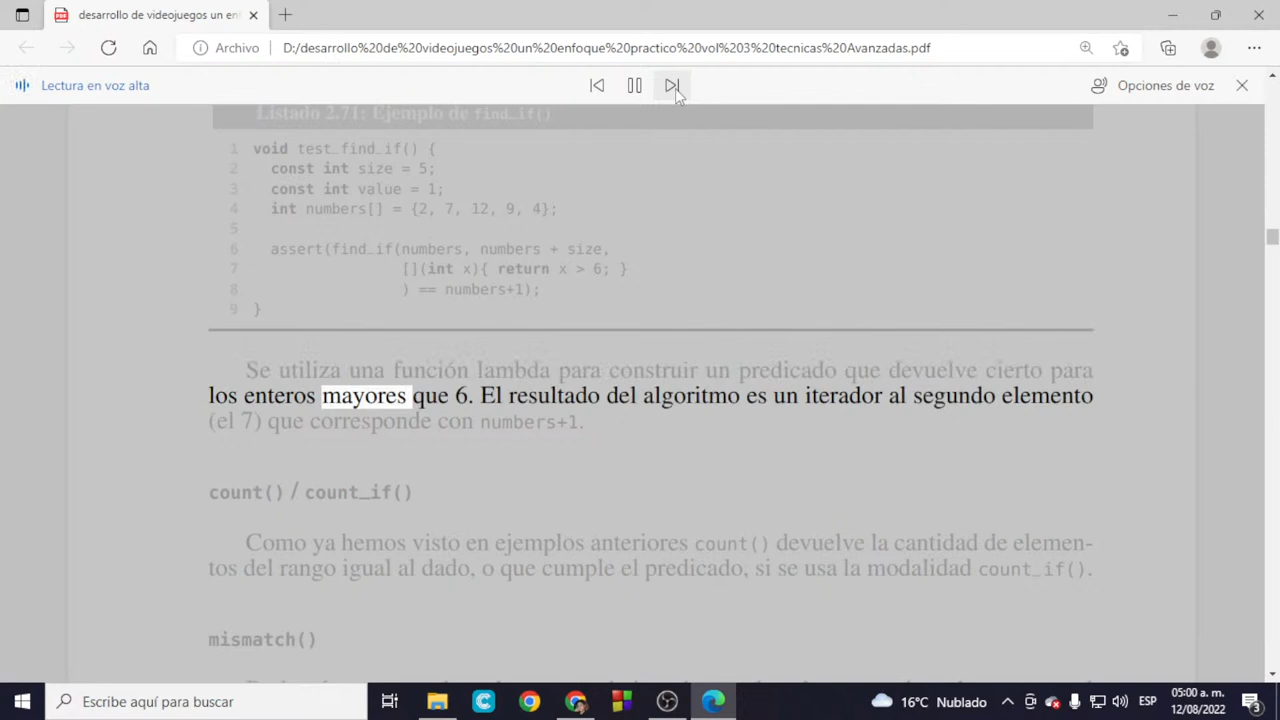 desarrollo de videojuegos un en
Archivo
D:/desarrollo%20de%20videojuegos%20un%20enfoque%20practico%20vol%203%20tecnicas%20Avanzadas.pdf
Lectura en voz alta
Opciones de voz
Listado 2.71: Ejemplo de find_if()
1 void test_find_if() {
2 const int size = 5;
3 const int value = 1;
4 int numbers[] = {2, 7, 12, 9, 4};
5
6 assert(find_if(numbers, numbers + size,
7 [](int x){ return x > 6; }
8 ) == numbers+1);
9 }
Se utiliza una función lambda para construir un predicado que devuelve cierto para
los enteros mayores que 6. El resultado del algoritmo es un iterador al segundo elemento
(el 7) que corresponde con numbers+1.
count() / count_if()
Como ya hemos visto en ejemplos anteriores count() devuelve la cantidad de elemen-
tos del rango igual al dado, o que cumple el predicado, si se usa la modalidad count_if().
mismatch()
Escribe aquí para buscar
16°C Nublado
ESP
05:00 a. m.
12/08/2022
3